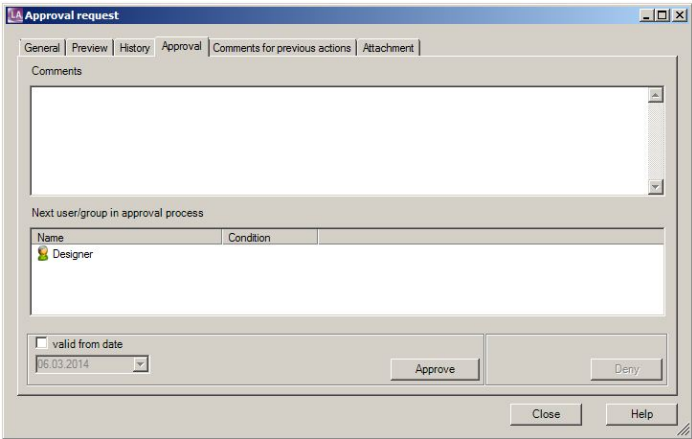 LA Approval request
General Preview History Approval Comments for previous actions Attachment
Comments
Next user/group in approval process
Name Condition
Designer
valid from date
06.03.2014
Approve Deny
Close Help